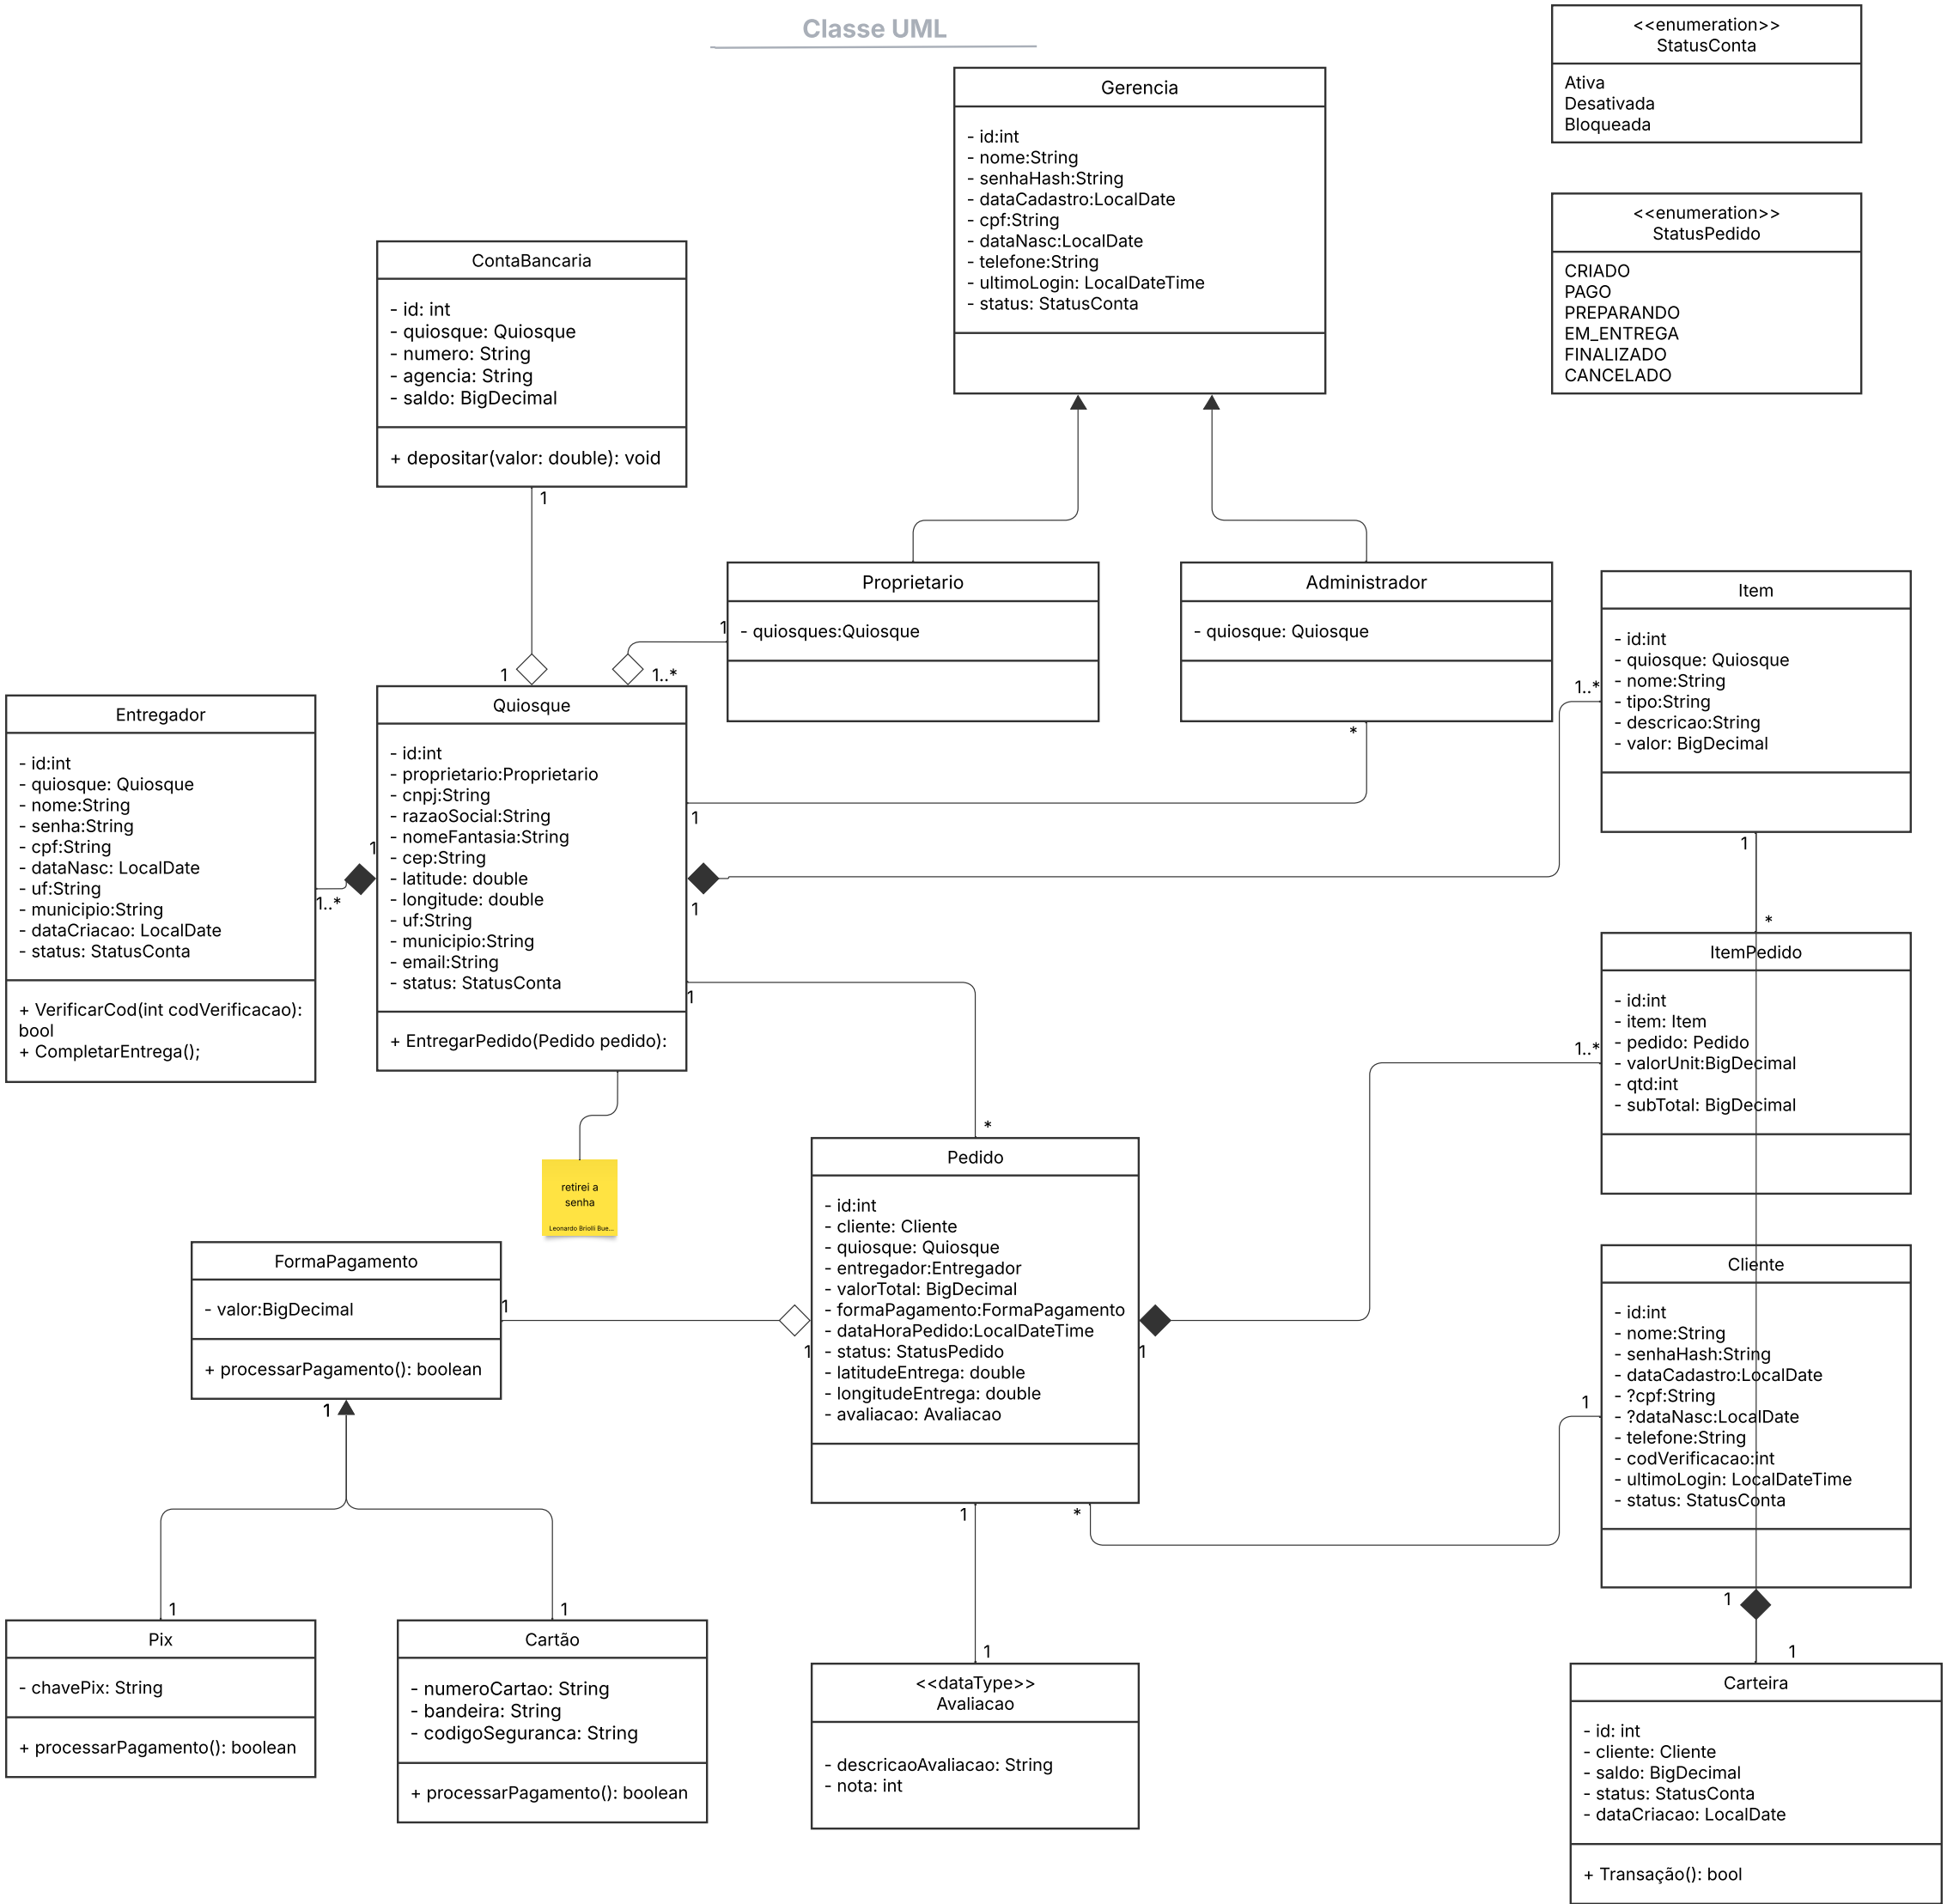 Classe UML
<<enumeration>>
StatusConta
Ativa
Desativada
Bloqueada
Gerencia
- id:int
- nome:String
- senhaHash:String
- dataCadastro:LocalDate
- cpf:String
- dataNasc:LocalDate
- telefone:String
- ultimoLogin: LocalDateTime
- status: StatusConta
<<enumeration>>
StatusPedido
CRIADO
PAGO
PREPARANDO
EM_ENTREGA
FINALIZADO
CANCELADO
ContaBancaria
- id: int
- quiosque: Quiosque
- numero: String
- agencia: String
- saldo: BigDecimal
+ depositar(valor: double): void
1
1
Proprietario
- quiosques:Quiosque
1
1..*
Administrador
- quiosque: Quiosque
*
1
Item
- id:int
- quiosque: Quiosque
- nome:String
- tipo:String
- descricao:String
- valor: BigDecimal
1..*
1
1
*
Entregador
- id:int
- quiosque: Quiosque
- nome:String
- senha:String
- cpf:String
- dataNasc: LocalDate
- uf:String
- municipio:String
- dataCriacao: LocalDate
- status: StatusConta
+ VerificarCod(int codVerificacao):
bool
+ CompletarEntrega();
1
1..*
Quiosque
- id:int
- proprietario:Proprietario
- cnpj:String
- razaoSocial:String
- nomeFantasia:String
- cep:String
- latitude: double
- longitude: double
- uf:String
- municipio:String
- email:String
- status: StatusConta
+ EntregarPedido(Pedido pedido):
1
*
retirei a
senha
Leonardo Briolli Bue...
ItemPedido
- id:int
- item: Item
- pedido: Pedido
- valorUnit:BigDecimal
- qtd:int
- subTotal: BigDecimal
1..*
1
Pedido
- id:int
- cliente: Cliente
- quiosque: Quiosque
- entregador:Entregador
- valorTotal: BigDecimal
- formaPagamento:FormaPagamento
- dataHoraPedido:LocalDateTime
- status: StatusPedido
- latitudeEntrega: double
- longitudeEntrega: double
- avaliacao: Avaliacao
FormaPagamento
- valor:BigDecimal
+ processarPagamento(): boolean
1
1
1
Cliente
- id:int
- nome:String
- senhaHash:String
- dataCadastro:LocalDate
- ?cpf:String
- ?dataNasc:LocalDate
- telefone:String
- codVerificacao:int
- ultimoLogin: LocalDateTime
- status: StatusConta
1
*
1
1
1
1
Pix
- chavePix: String
+ processarPagamento(): boolean
1
Cartão
- numeroCartao: String
- bandeira: String
- codigoSeguranca: String
+ processarPagamento(): boolean
1
<<dataType>>
Avaliacao
- descricaoAvaliacao: String
- nota: int
Carteira
- id: int
- cliente: Cliente
- saldo: BigDecimal
- status: StatusConta
- dataCriacao: LocalDate
+ Transação(): bool